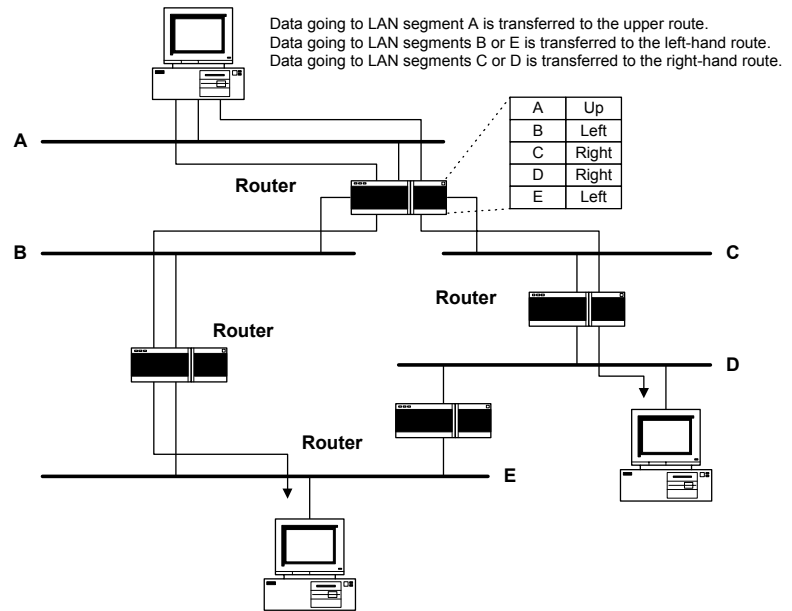 Data going to LAN segment A is transferred to the upper route.
Data going to LAN segments B or E is transferred to the left-hand route.
Data going to LAN segments C or D is transferred to the right-hand route.
A Up
B Left
C Right
D Right
E Left
A
Router
B
C
Router
Router
D
Router
E